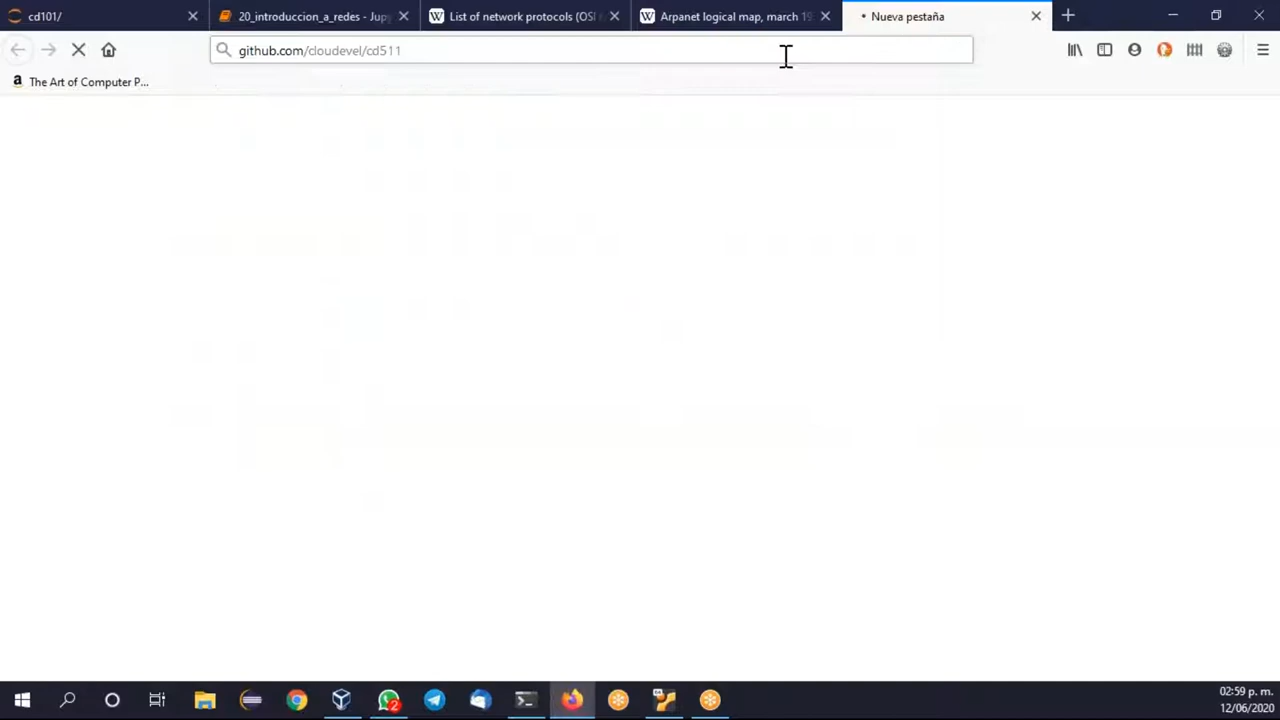 cd101/
20_introduccion_a_redes - Jup
List of network protocols (OSI
Arpanet logical map, march 19
Nueva pestaña
github.com/cloudevel/cd511
The Art of Computer P...
2
02:59 p. m.
12/06/2020